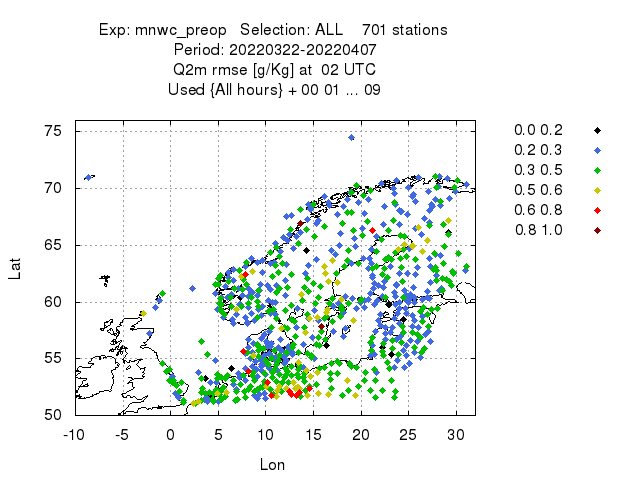 Exp: mnwc_preop   Selection: ALL    701 stations
Period: 20220322-20220407
Q2m rmse [g/Kg] at  02 UTC
Used {All hours} + 00 01 ... 09
75
70
65
60
55
50
Lat
-10 -5 0 5 10 15 20 25 30
Lon
0.0 0.2
0.2 0.3
0.3 0.5
0.5 0.6
0.6 0.8
0.8 1.0